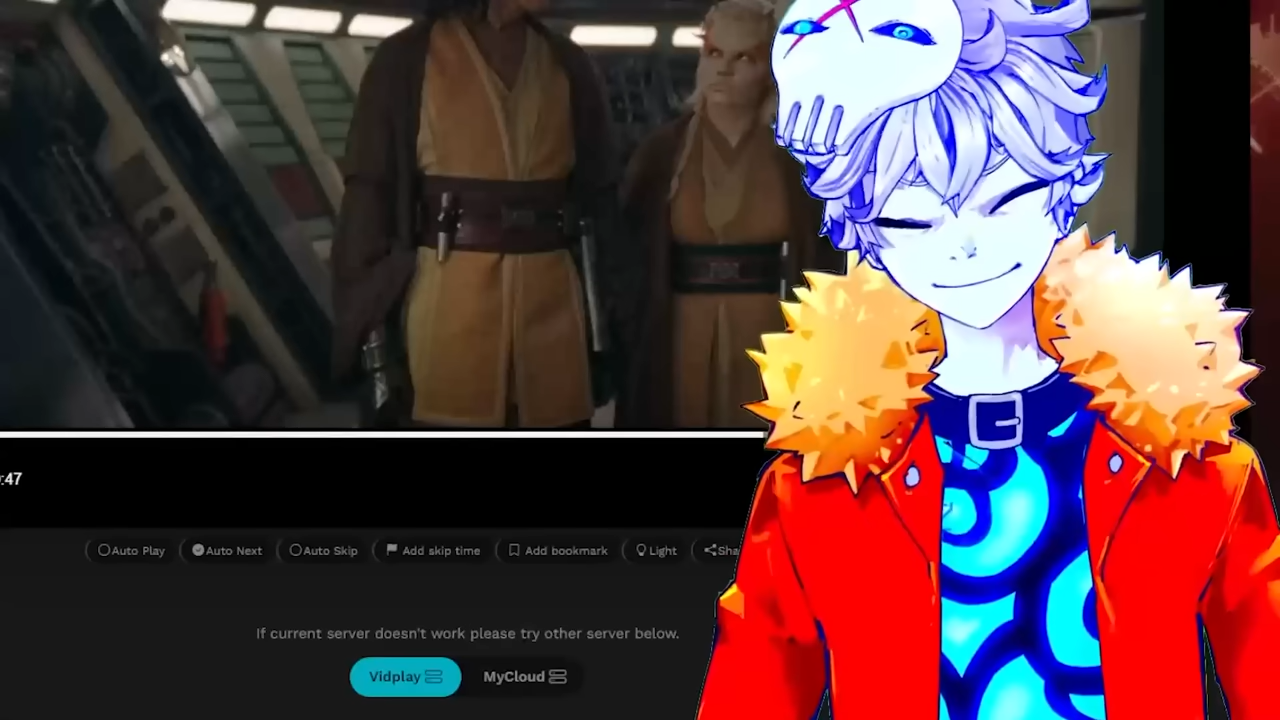 :47
Auto Play Auto Next Auto Skip Add skip time Add bookmark Light Sha
If current server doesn't work please try other server below.
Vidplay MyCloud